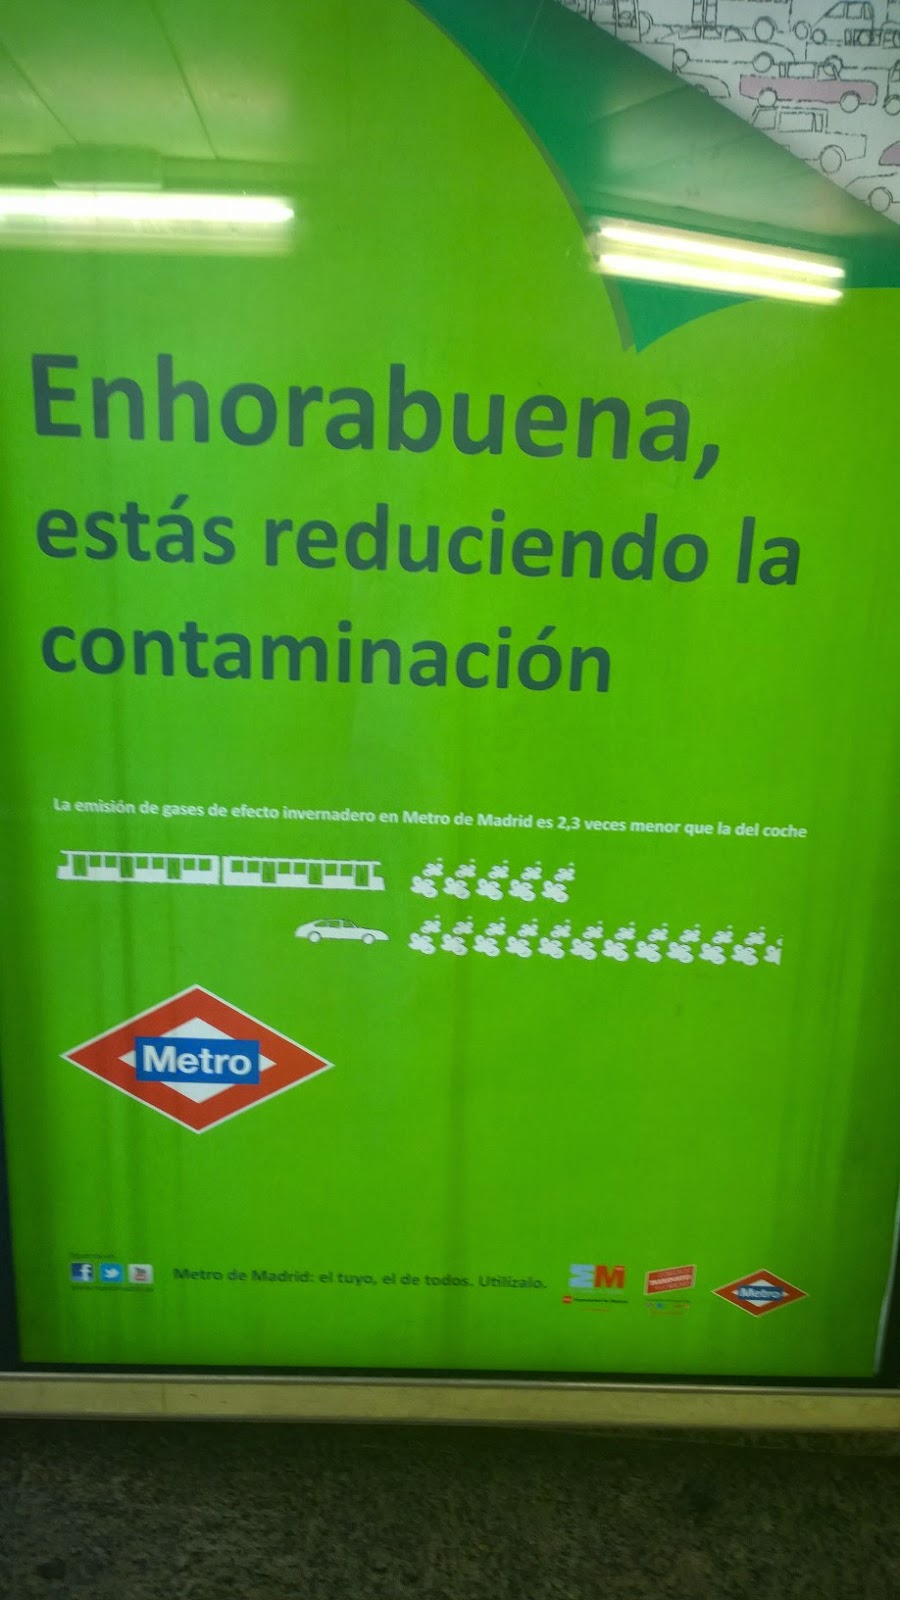 Enhorabuena,
estás reduciendo la
contaminación
La emisión de gases de efecto invernadero en Metro de Madrid es 2,3 veces menor que la del coche
Metro
Metro de Madrid: el tuyo, el de todos. Utilízalo.
Metro